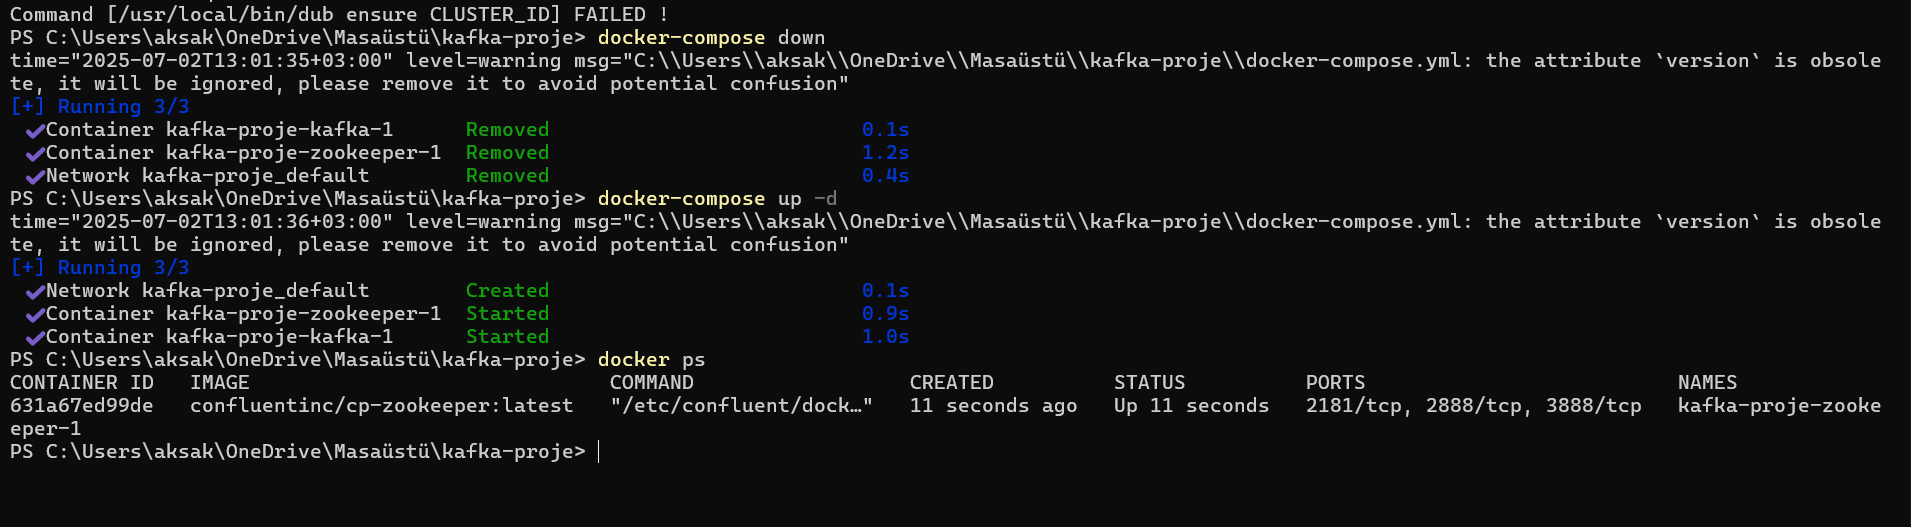 Command [/usr/local/bin/dub ensure CLUSTER_ID] FAILED !
PS C:\Users\aksak\OneDrive\Masaüstü\kafka-proje> docker-compose down
time="2025-07-02T13:01:35+03:00" level=warning msg="C:\\Users\\aksak\\OneDrive\\Masaüstü\\kafka-proje\\docker-compose.yml: the attribute `version` is obsole
te, it will be ignored, please remove it to avoid potential confusion"
[+] Running 3/3
✔Container kafka-proje-kafka-1      Removed                          0.1s
✔Container kafka-proje-zookeeper-1  Removed                          1.2s
✔Network kafka-proje_default        Removed                          0.4s
PS C:\Users\aksak\OneDrive\Masaüstü\kafka-proje> docker-compose up -d
time="2025-07-02T13:01:36+03:00" level=warning msg="C:\\Users\\aksak\\OneDrive\\Masaüstü\\kafka-proje\\docker-compose.yml: the attribute `version` is obsole
te, it will be ignored, please remove it to avoid potential confusion"
[+] Running 3/3
✔Network kafka-proje_default        Created                          0.1s
✔Container kafka-proje-zookeeper-1  Started                          0.9s
✔Container kafka-proje-kafka-1      Started                          1.0s
PS C:\Users\aksak\OneDrive\Masaüstü\kafka-proje> docker ps
CONTAINER ID   IMAGE                              COMMAND                  CREATED          STATUS          PORTS                          NAMES
631a67ed99de   confluentinc/cp-zookeeper:latest   "/etc/confluent/dock…"   11 seconds ago   Up 11 seconds   2181/tcp, 2888/tcp, 3888/tcp   kafka-proje-zooke
eper-1
PS C:\Users\aksak\OneDrive\Masaüstü\kafka-proje>